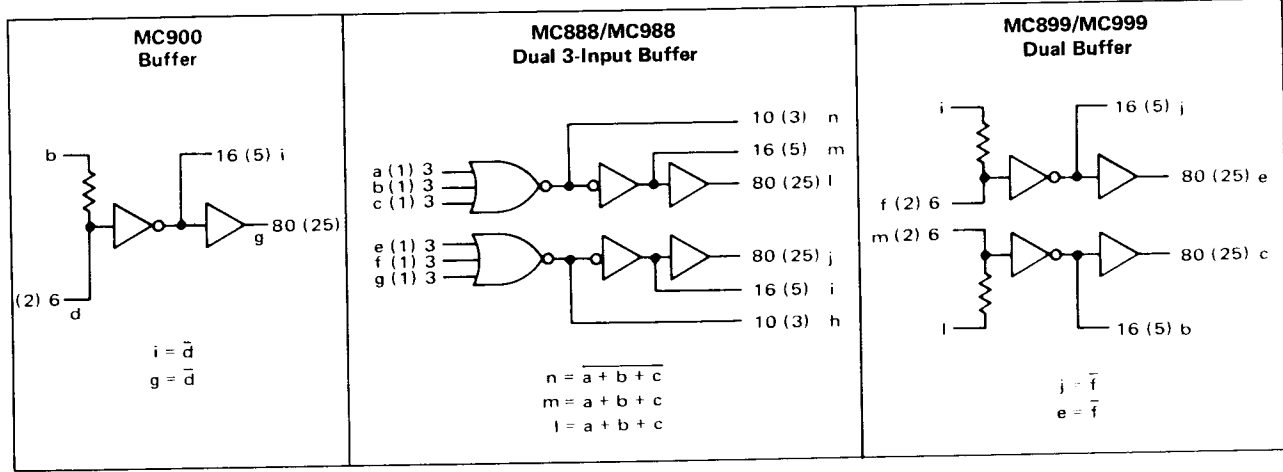 MC900
Buffer
b
16 (5) i
80 (25)
g
(2) 6
d
i = d̅
g = d̅
MC888/MC988
Dual 3-Input Buffer
10 (3) n
16 (5) m
a (1) 3
b (1) 3
c (1) 3
80 (25) l
e (1) 3
f (1) 3
g (1) 3
80 (25) j
16 (5) i
10 (3) h
n = a̅ ̅+̅ ̅b̅ ̅+̅ ̅c̅
m = a + b + c
l = a + b + c
MC899/MC999
Dual Buffer
i
16 (5) j
80 (25) e
f (2) 6
m (2) 6
80 (25) c
l
16 (5) b
j = f̅
e = f̅